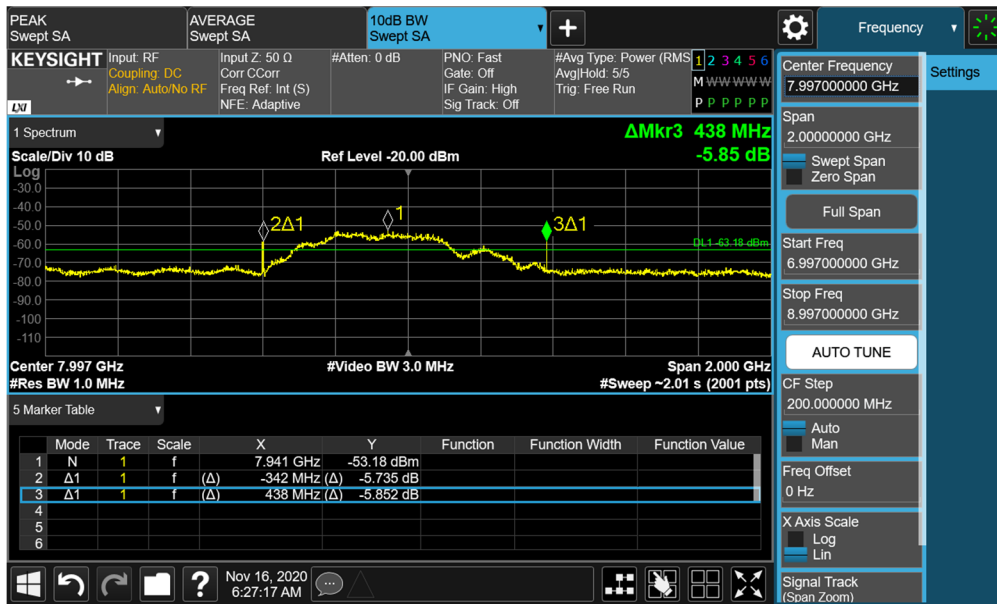 PEAK
Swept SA
AVERAGE
Swept SA
10dB BW
Swept SA
Frequency
KEYSIGHT
LXI
Input: RF
Coupling: DC
Align: Auto/No RF
Input Z: 50 Ω
Corr CCorr
Freq Ref: Int (S)
NFE: Adaptive
#Atten: 0 dB
PNO: Fast
Gate: Off
IF Gain: High
Sig Track: Off
#Avg Type: Power (RMS
Avg|Hold: 5/5
Trig: Free Run
1 2 3 4 5 6
M W W W W W
P P P P P P
1 Spectrum
ΔMkr3 438 MHz
-5.85 dB
Scale/Div 10 dB
Ref Level -20.00 dBm
Log
-30.0
-40.0
-50.0
-60.0
-70.0
-80.0
-90.0
-100
-110
2Δ1
1
3Δ1
DL1 -63.18 dBm
Center 7.997 GHz
#Video BW 3.0 MHz
Span 2.000 GHz
#Res BW 1.0 MHz
#Sweep ~2.01 s (2001 pts)
5 Marker Table
Mode Trace Scale X Y Function Function Width Function Value
1 N 1 f 7.941 GHz -53.18 dBm
2 Δ1 1 f (Δ) -342 MHz (Δ) -5.735 dB
3 Δ1 1 f (Δ) 438 MHz (Δ) -5.852 dB
4
5
6
Nov 16, 2020
6:27:17 AM
Center Frequency
7.997000000 GHz
Settings
Span
2.00000000 GHz
Swept Span
Zero Span
Full Span
Start Freq
6.997000000 GHz
Stop Freq
8.997000000 GHz
AUTO TUNE
CF Step
200.000000 MHz
Auto
Man
Freq Offset
0 Hz
X Axis Scale
Log
Lin
Signal Track
(Span Zoom)